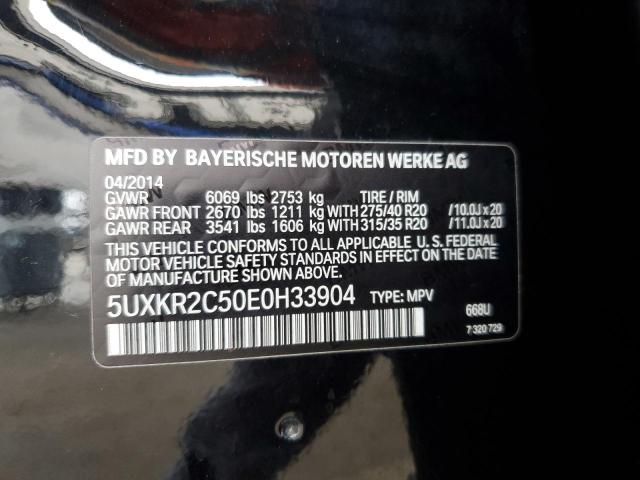 MFD BY BAYERISCHE MOTOREN WERKE AG
04/2014
GVWR 6069 lbs 2753 kg TIRE / RIM
GAWR FRONT 2670 lbs 1211 kg WITH 275/40 R20 /10.0J x 20
GAWR REAR 3541 lbs 1606 kg WITH 315/35 R20 /11.0J x 20
THIS VEHICLE CONFORMS TO ALL APPLICABLE U. S. FEDERAL
MOTOR VEHICLE SAFETY STANDARDS IN EFFECT ON THE DATE
OF MANUFACTURE SHOWN ABOVE.
5UXKR2C50E0H33904 TYPE: MPV
668U
7 320 729